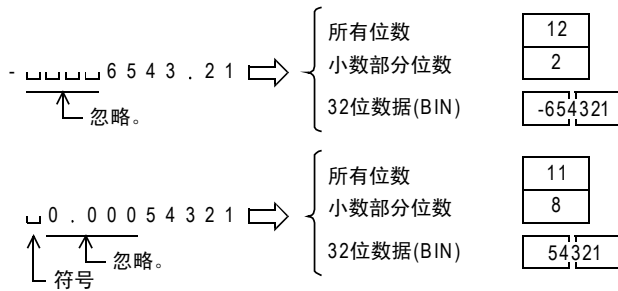 所有位数 12
- ␣␣␣␣6543.21 小数部分位数 2
忽略。 32位数据(BIN) -654321
所有位数 11
␣0.00054321 小数部分位数 8
忽略。 32位数据(BIN) 54321
符号